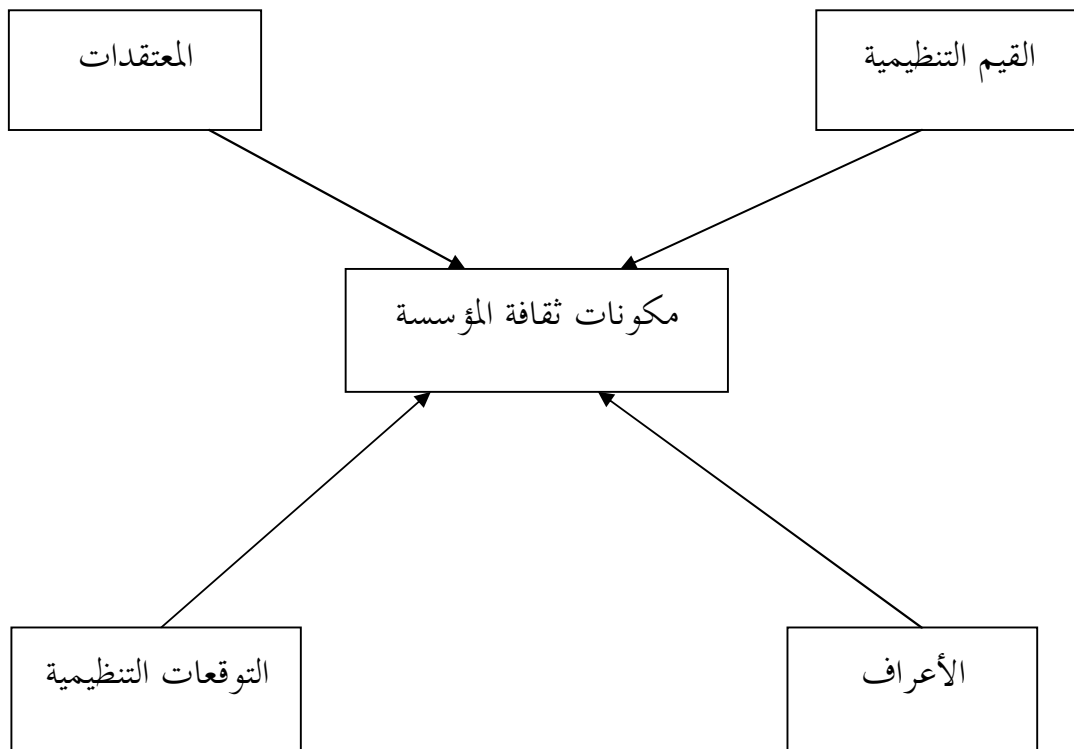 القيم التنظيمية
المعتقدات
مكونات ثقافة المؤسسة
الأعراف
التوقعات التنظيمية